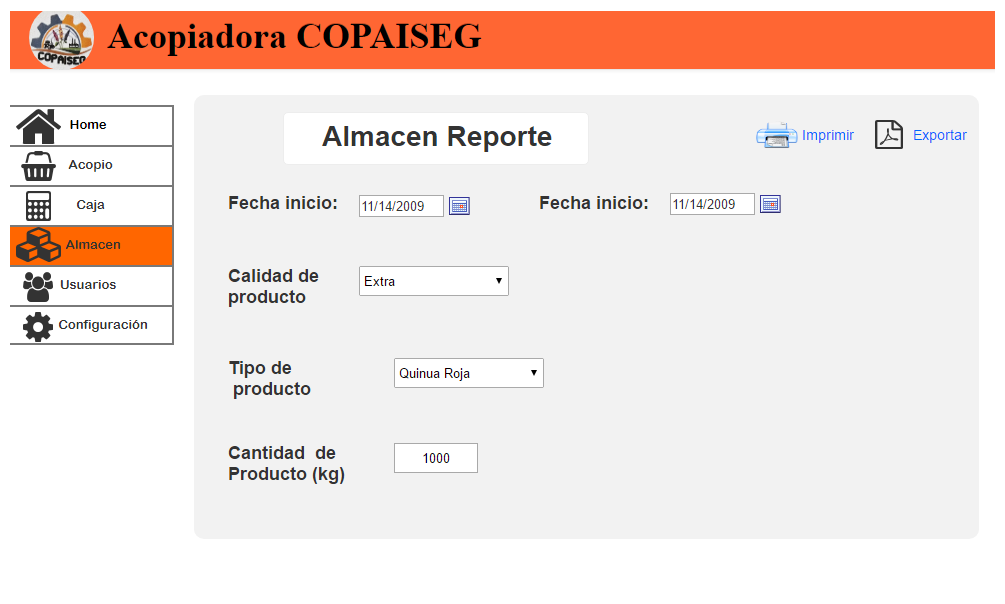 COPAISEG
Acopiadora COPAISEG
Home
Acopio
Caja
Almacen
Usuarios
Configuración
Almacen Reporte
Imprimir
Exportar
Fecha inicio:
11/14/2009
Fecha inicio:
11/14/2009
Calidad de
producto
Extra
Tipo de
producto
Quinua Roja
Cantidad de
Producto (kg)
1000